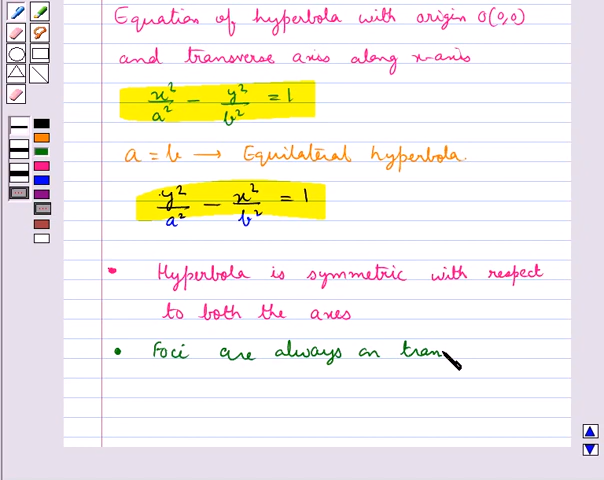 Equation of hyperbola with origin O(0,0)
and transverse axis along x-axis
x²/a² - y²/b² = 1
a = b → Equilateral hyperbola.
y²/a² - x²/b² = 1
• Hyperbola is symmetric with respect
to both the axes
• Foci are always on tran